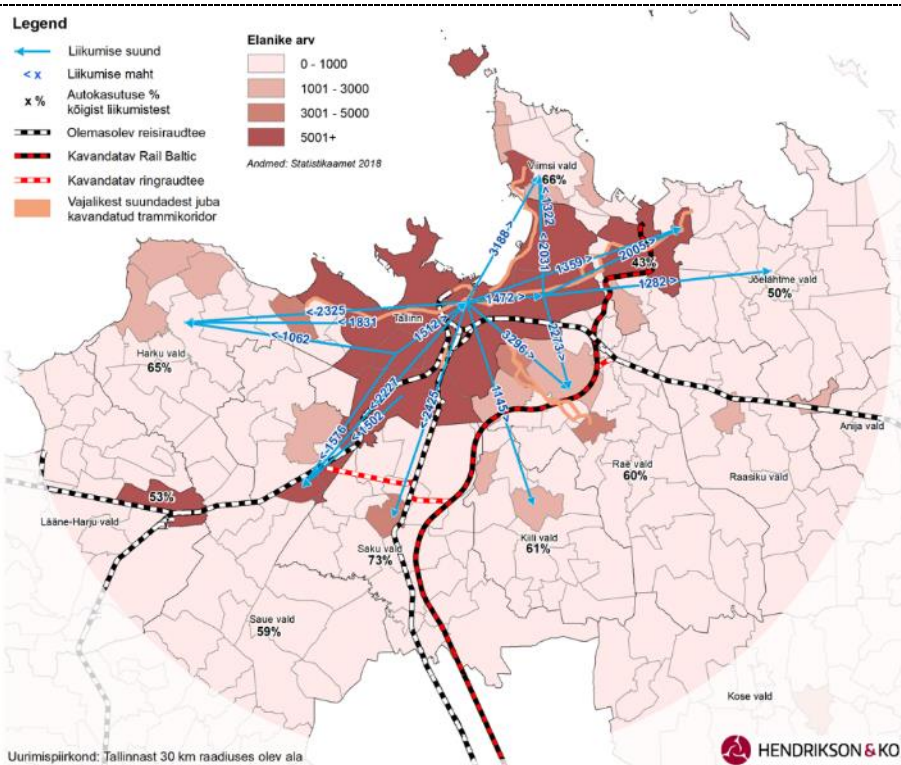 Legend
Liikumise suund
< x Liikumise maht
x % Autokasutuse %
kõigist liikumistest
Olemasolev reisiraudtee
Kavandatav Rail Baltic
Kavandatav ringraudtee
Vajalikest suundadest juba
kavandatud trammikoridor
Elanike arv
0 - 1000
1001 - 3000
3001 - 5000
5001+
Andmed: Statistikaamet 2018
Viimsi vald
66%
<1322
3188 >
<2031
1359 >
2005 >
43%
1282 >
Jõelähtme vald
50%
1472 >
<-2325
Tallinn
<1831
1512 >
<-1062
3296 >
2273 >
Harku vald
65%
<2227
<1502
<-1576
<2425
1145 >
Anija vald
Rae vald
60%
Raasiku vald
53%
Lääne-Harju vald
Kiili vald
61%
Saku vald
73%
Saue vald
59%
Kose vald
Uurimispiirkond: Tallinnast 30 km raadiuses olev ala
HENDRIKSON & KO